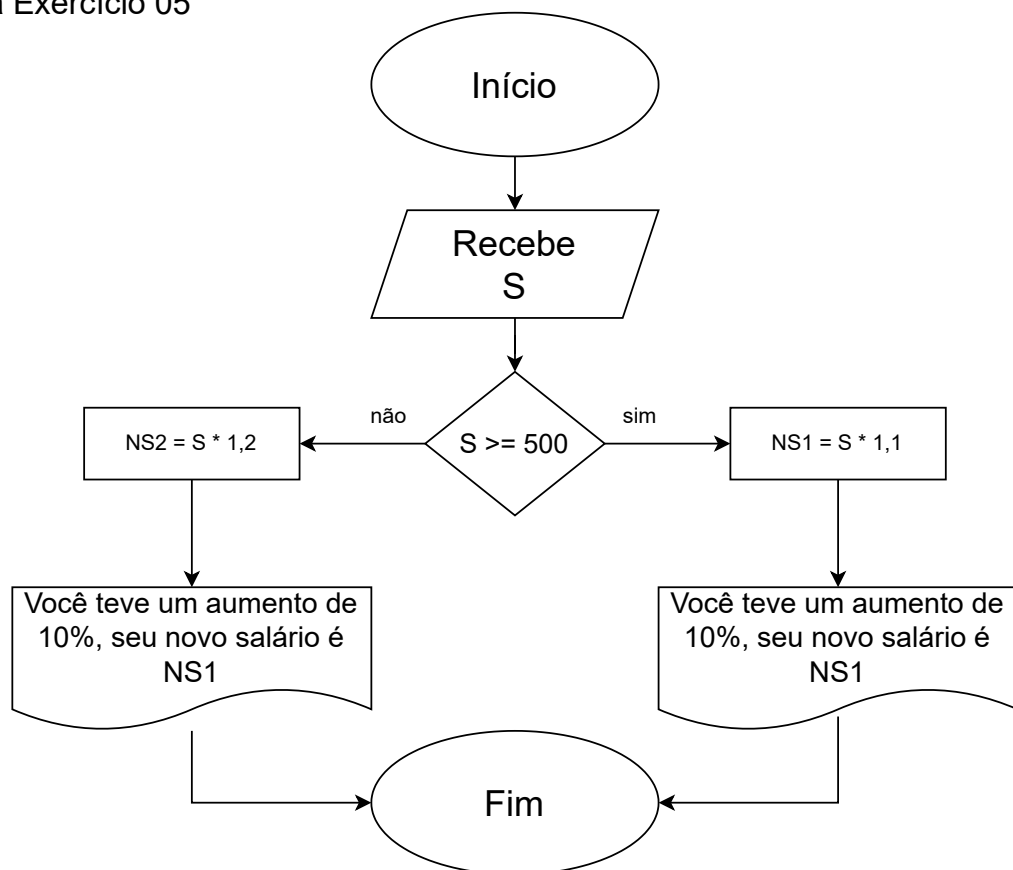 Exercício 05
Início
Recebe
S
não
S >= 500
sim
NS2 = S * 1,2
NS1 = S * 1,1
Você teve um aumento de
10%, seu novo salário é
NS1
Você teve um aumento de
10%, seu novo salário é
NS1
Fim